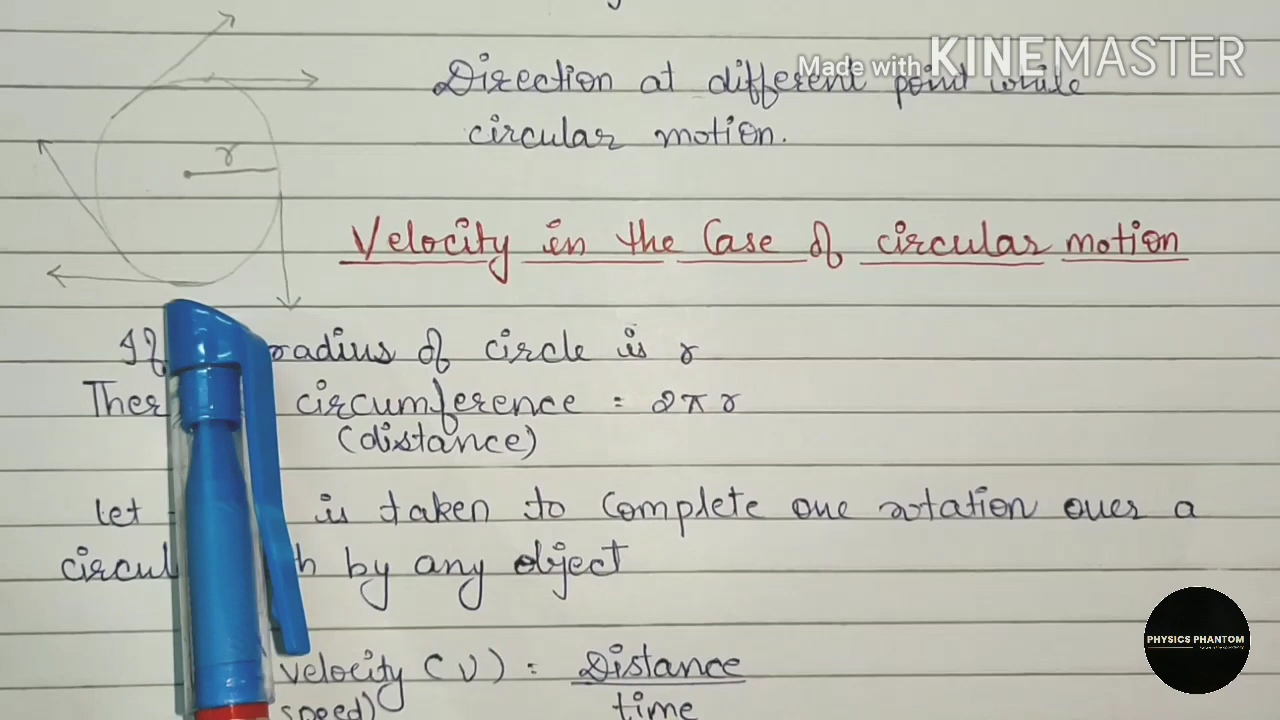 Made with KINEMASTER
Direction at different point while
circular motion.
r
Velocity in the Case of circular motion
If radius of circle is r
Then circumference = 2πr
(distance)
let is taken to complete one rotation over a
circul by any object
velocity (V) = Distance
speed) time
PHYSICS PHANTOM